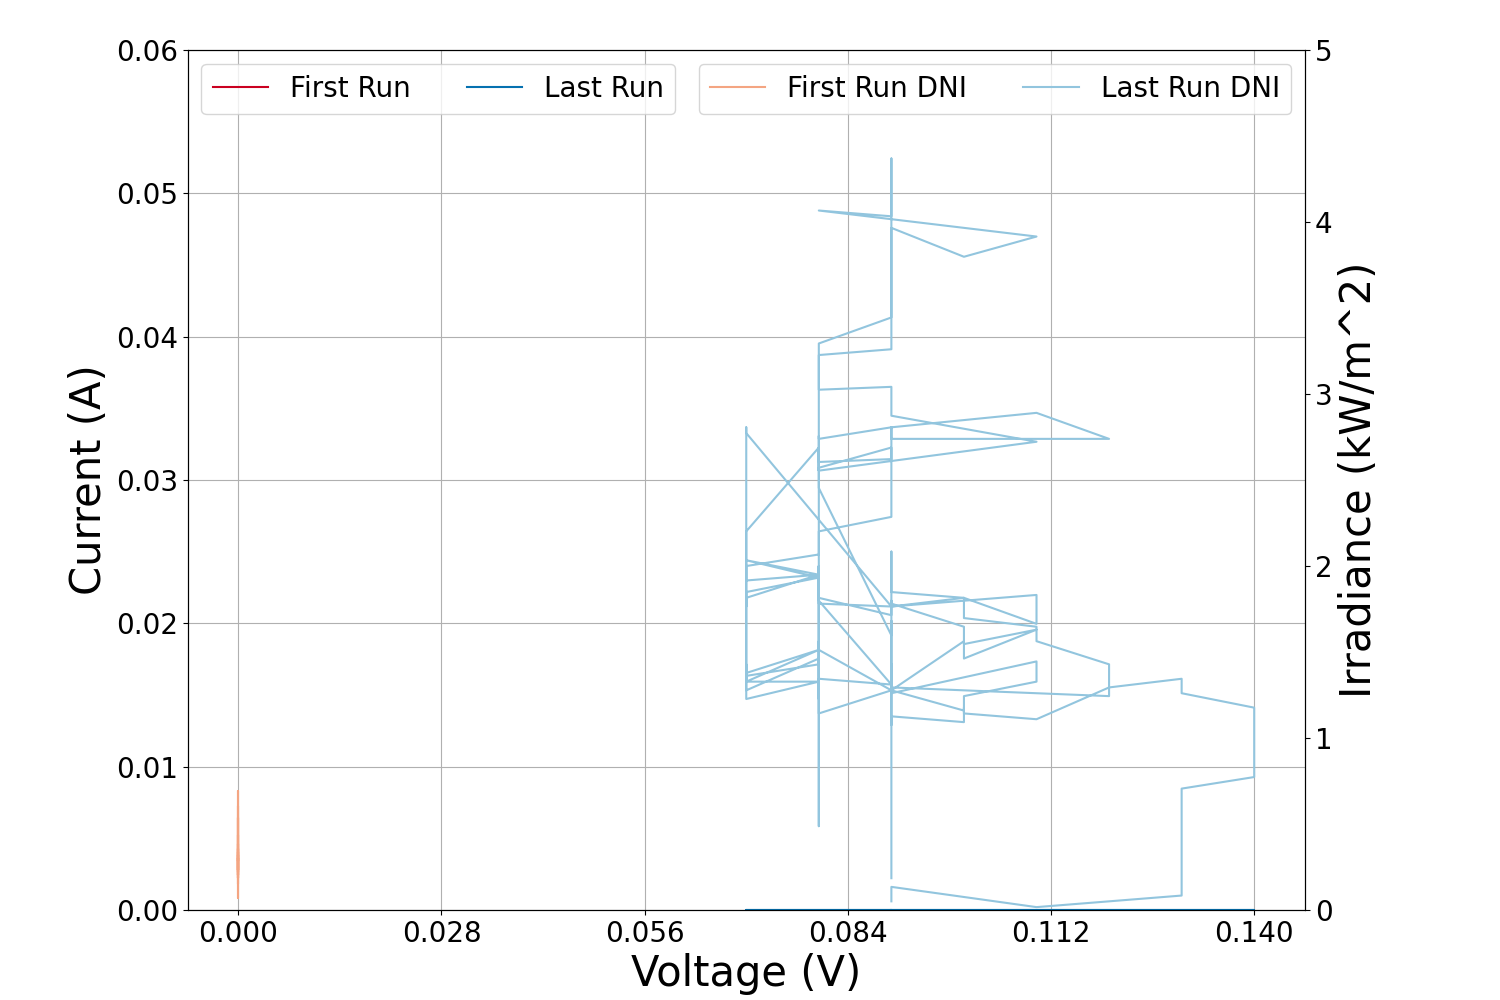 First Run
Last Run
First Run DNI
Last Run DNI
0.06
0.05
0.04
0.03
0.02
0.01
0.00
Current (A)
5
4
3
2
1
0
Irradiance (kW/m^2)
0.000
0.028
0.056
0.084
0.112
0.140
Voltage (V)